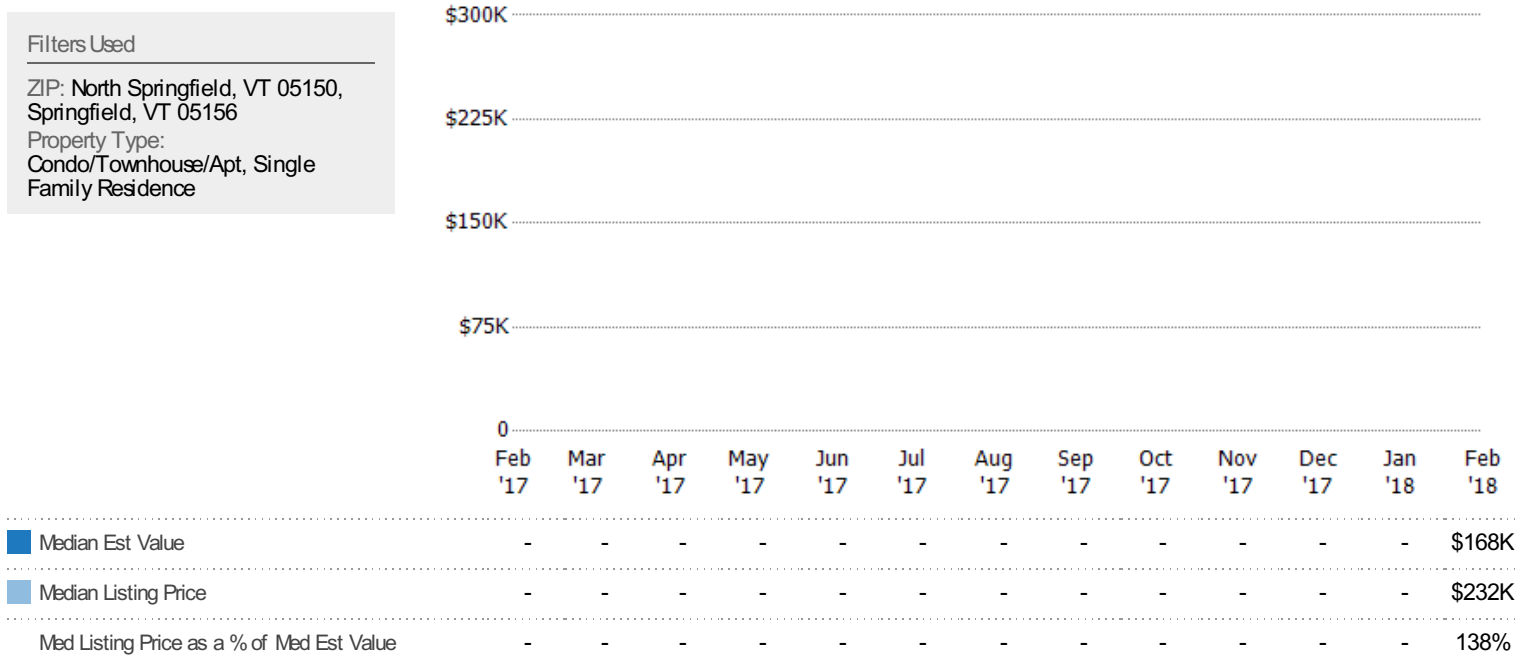 Filters Used
ZIP: North Springfield, VT 05150,
Springfield, VT 05156
Property Type:
Condo/Townhouse/Apt, Single
Family Residence
$300K
$225K
$150K
$75K
0
Feb Mar Apr May Jun Jul Aug Sep Oct Nov Dec Jan Feb
'17 '17 '17 '17 '17 '17 '17 '17 '17 '17 '17 '18 '18
Median Est Value - - - - - - - - - - - - $168K
Median Listing Price - - - - - - - - - - - - $232K
Med Listing Price as a % of Med Est Value - - - - - - - - - - - - 138%